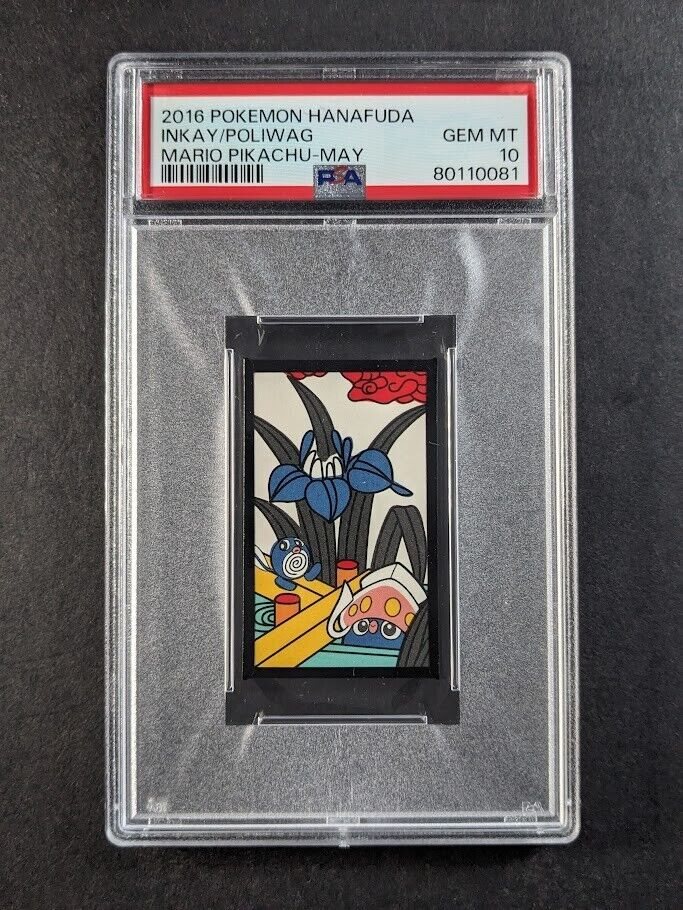 2016 POKEMON HANAFUDA
INKAY/POLIWAG GEM MT
MARIO PIKACHU-MAY 10
PSA 80110081